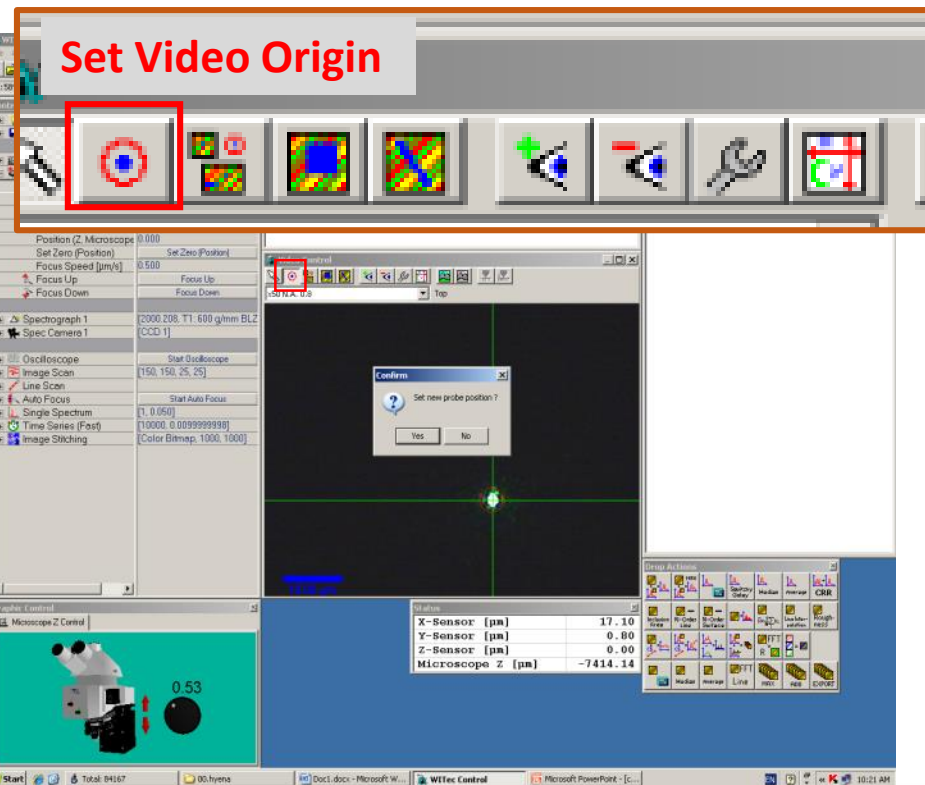 Set Video Origin
Position (Z, Microscope 0.000
Set Zero (Position) Set Zero (Position)
Focus Speed [µm/s] 0.500
Focus Up Focus Up
Focus Down Focus Down
Spectrograph 1 [2000.208, T1: 600 g/mm BLZ
Spec Camera 1 [CCD 1]
Oscilloscope Start Oscilloscope
Image Scan [150, 150, 25, 25]
Line Scan
Auto Focus Start Auto Focus
Single Spectrum [1, 0.050]
Time Series (Fast) [10000, 0.0099999998]
Image Stitching [Color Bitmap, 1000, 1000]
Top
Confirm
Set new probe position ?
Yes No
Drop Actions
Median Average CRR
Median Average Line MAX ADD EXPORT
Graphic Control
Microscope Z Control
0.53
Status
X-Sensor [µm] 17.10
Y-Sensor [µm] 0.80
Z-Sensor [µm] 0.00
Microscope Z [µm] -7414.14
Start Total: 84167 00.hyena Doc1.docx - Microsoft W... WITec Control Microsoft PowerPoint - [c... EN 10:21 AM